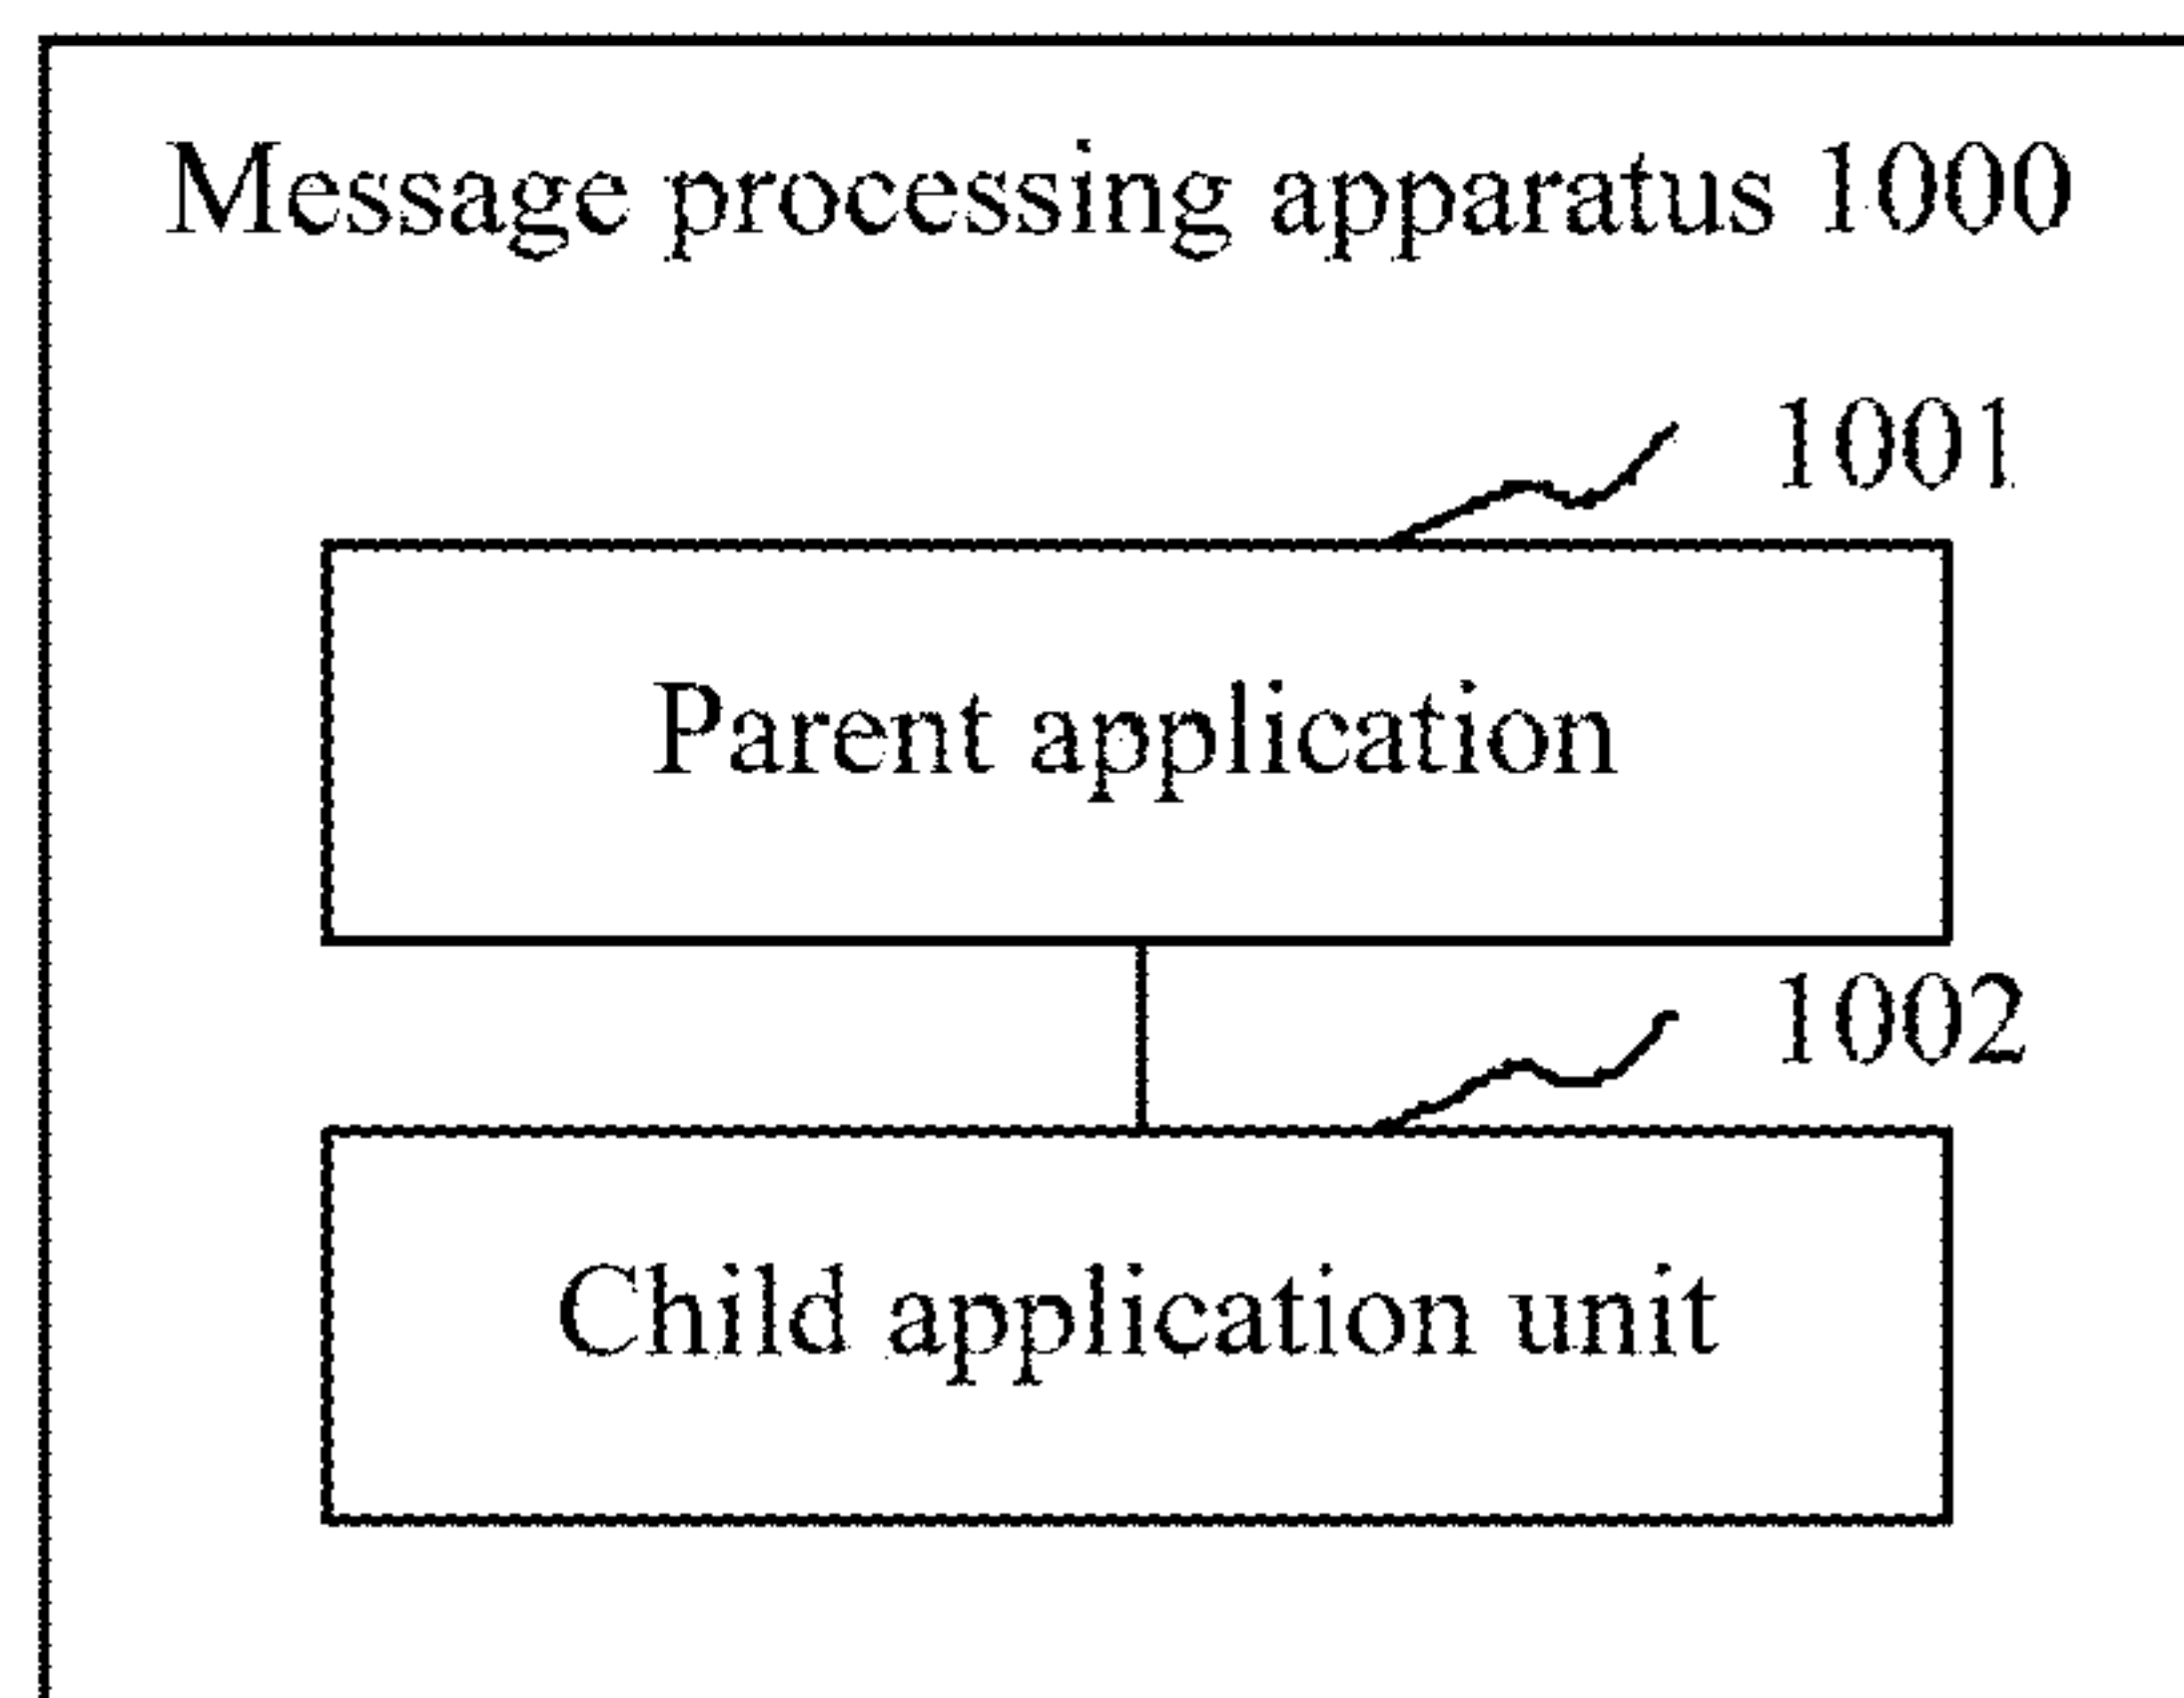 Message processing apparatus 1000
1001
Parent application
1002
Child application unit